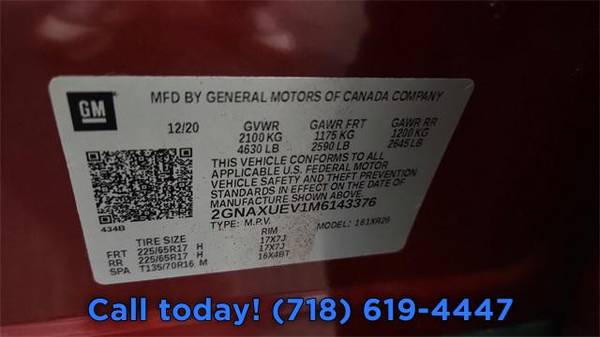 GM
MFD BY GENERAL MOTORS OF CANADA COMPANY
12/20 GVWR GAWR FRT GAWR RR
2100 KG 1175 KG 1200 KG
4630 LB 2590 LB 2645 LB
THIS VEHICLE CONFORMS TO ALL
APPLICABLE U.S. FEDERAL MOTOR
VEHICLE SAFETY AND BUMPER
STANDARDS IN EFFECT ON THE DATE OF
MANUFACTURE SHOWN ABOVE.
2GNAXUEV1M6143376
TYPE: M.P.V. MODEL: 161XR26
434B
TIRE SIZE RIM
FRT 225/65R17 H 17X7J
RR 225/65R17 H 17X7J
SPA T135/70R16 M 16X4BT
Call today! (718) 619-4447